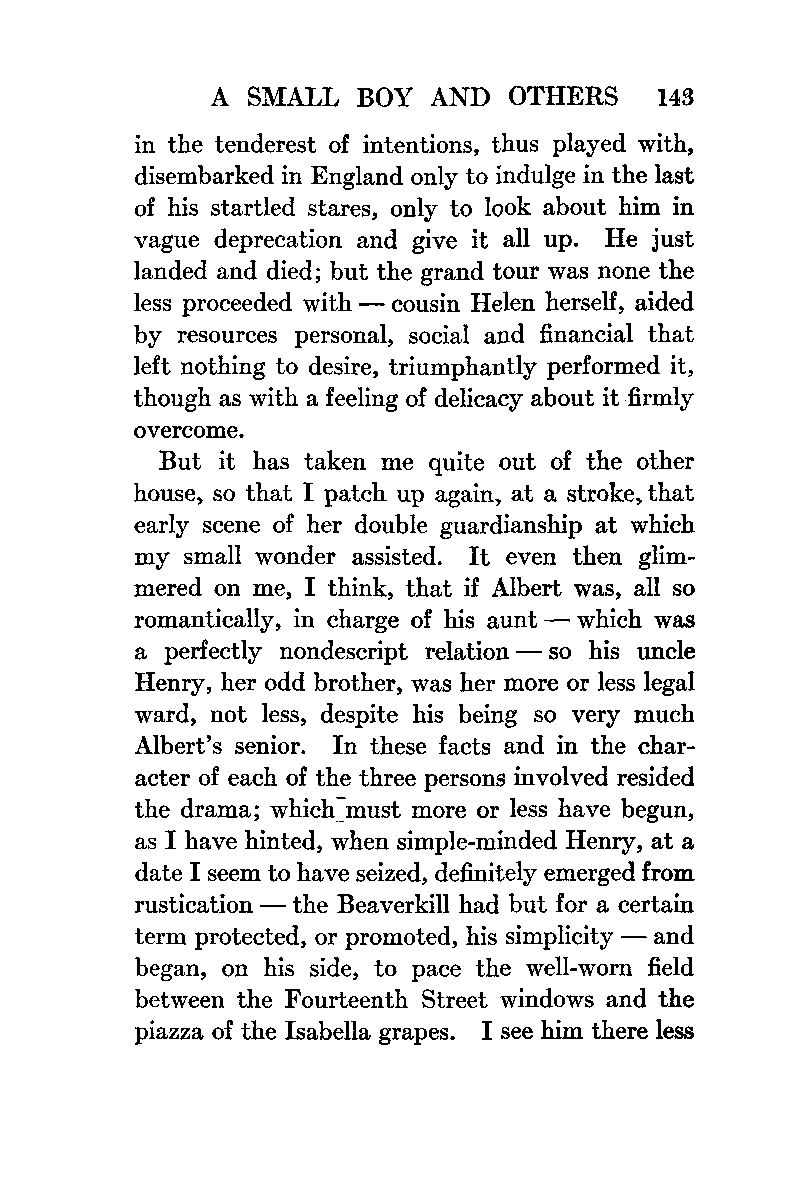 A SMALL BOY AND OTHERS 143
in the tenderest of intentions, thus played with,
disembarked in England only to indulge in the last
of his startled stares, only to look about him in
vague deprecation and give it all up. He just
landed and died; but the grand tour was none the
less proceeded with — cousin Helen herself, aided
by resources personal, social and financial that
left nothing to desire, triumphantly performed it,
though as with a feeling of delicacy about it firmly
overcome.
But it has taken me quite out of the other
house, so that I patch up again, at a stroke, that
early scene of her double guardianship at which
my small wonder assisted. It even then glim-
mered on me, I think, that if Albert was, all so
romantically, in charge of his aunt — which was
a perfectly nondescript relation — so his uncle
Henry, her odd brother, was her more or less legal
ward, not less, despite his being so very much
Albert's senior. In these facts and in the char-
acter of each of the three persons involved resided
the drama; which must more or less have begun,
as I have hinted, when simple-minded Henry, at a
date I seem to have seized, definitely emerged from
rustication — the Beaverkill had but for a certain
term protected, or promoted, his simplicity — and
began, on his side, to pace the well-worn field
between the Fourteenth Street windows and the
piazza of the Isabella grapes. I see him there less